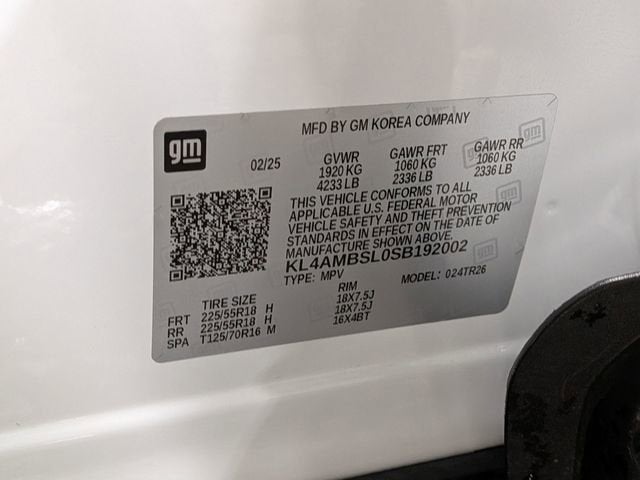 gm
MFD BY GM KOREA COMPANY
02/25 GVWR GAWR FRT GAWR RR
1920 KG 1060 KG 1060 KG
4233 LB 2336 LB 2336 LB
THIS VEHICLE CONFORMS TO ALL
APPLICABLE U.S. FEDERAL MOTOR
VEHICLE SAFETY AND THEFT PREVENTION
STANDARDS IN EFFECT ON THE DATE OF
MANUFACTURE SHOWN ABOVE.
KL4AMBSL0SB192002
TYPE: MPV MODEL: 024TR26
TIRE SIZE RIM
FRT 225/55R18 H 18X7.5J
RR 225/55R18 H 18X7.5J
SPA T125/70R16 M 16X4BT